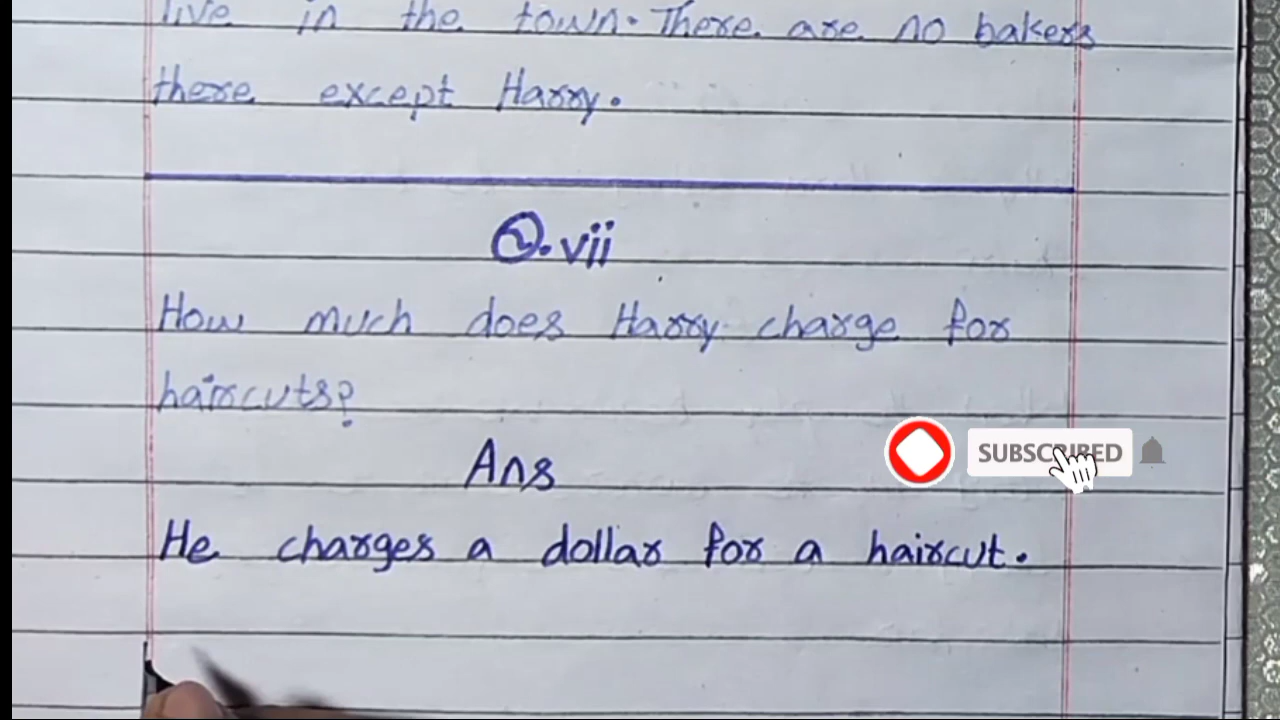 live in the town. There are no bakers
there except Harry.
Q.vii
How much does Harry charge for
haircuts?
SUBSCRIBED
Ans
He charges a dollar for a haircut.